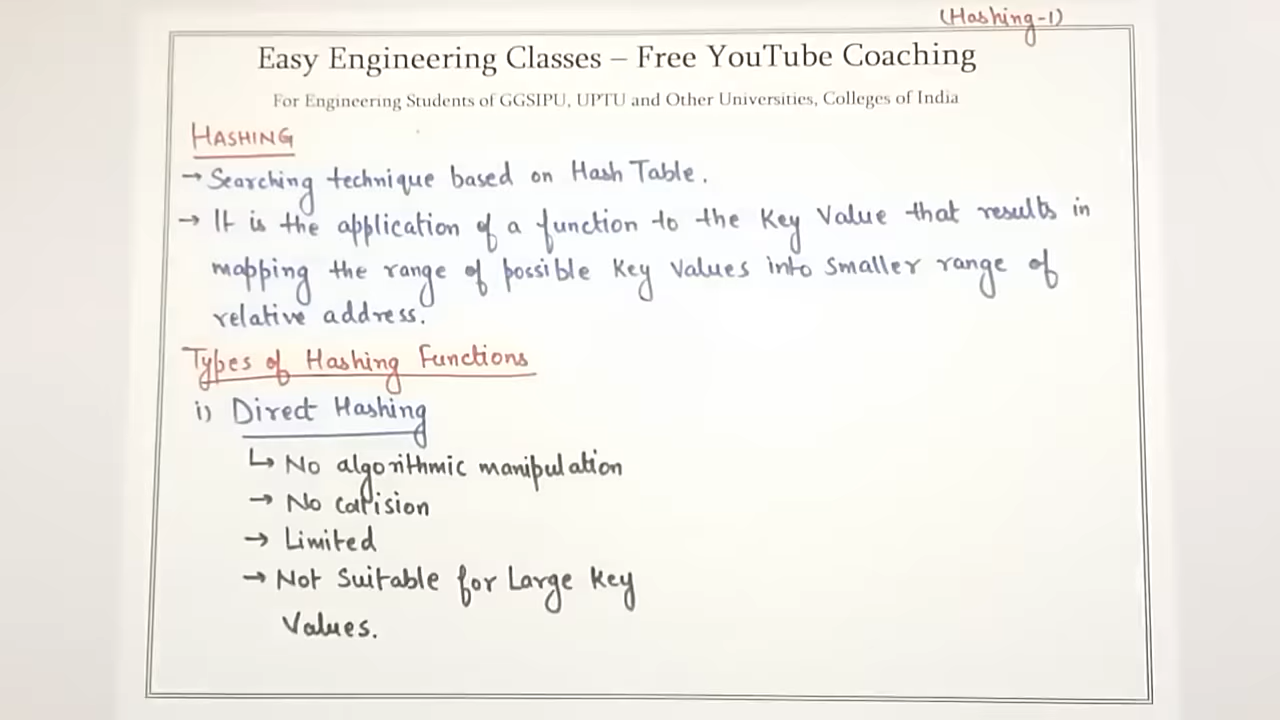 (Hashing-1)
Easy Engineering Classes – Free YouTube Coaching
For Engineering Students of GGSIPU, UPTU and Other Universities, Colleges of India
HASHING
→ Searching technique based on Hash Table.
→ It is the application of a function to the Key Value that results in
mapping the range of possible Key Values into smaller range of
relative address.
Types of Hashing Functions
i) Direct Hashing
↳ No algorithmic manipulation
→ No collision
→ Limited
→ Not Suitable for Large Key
Values.